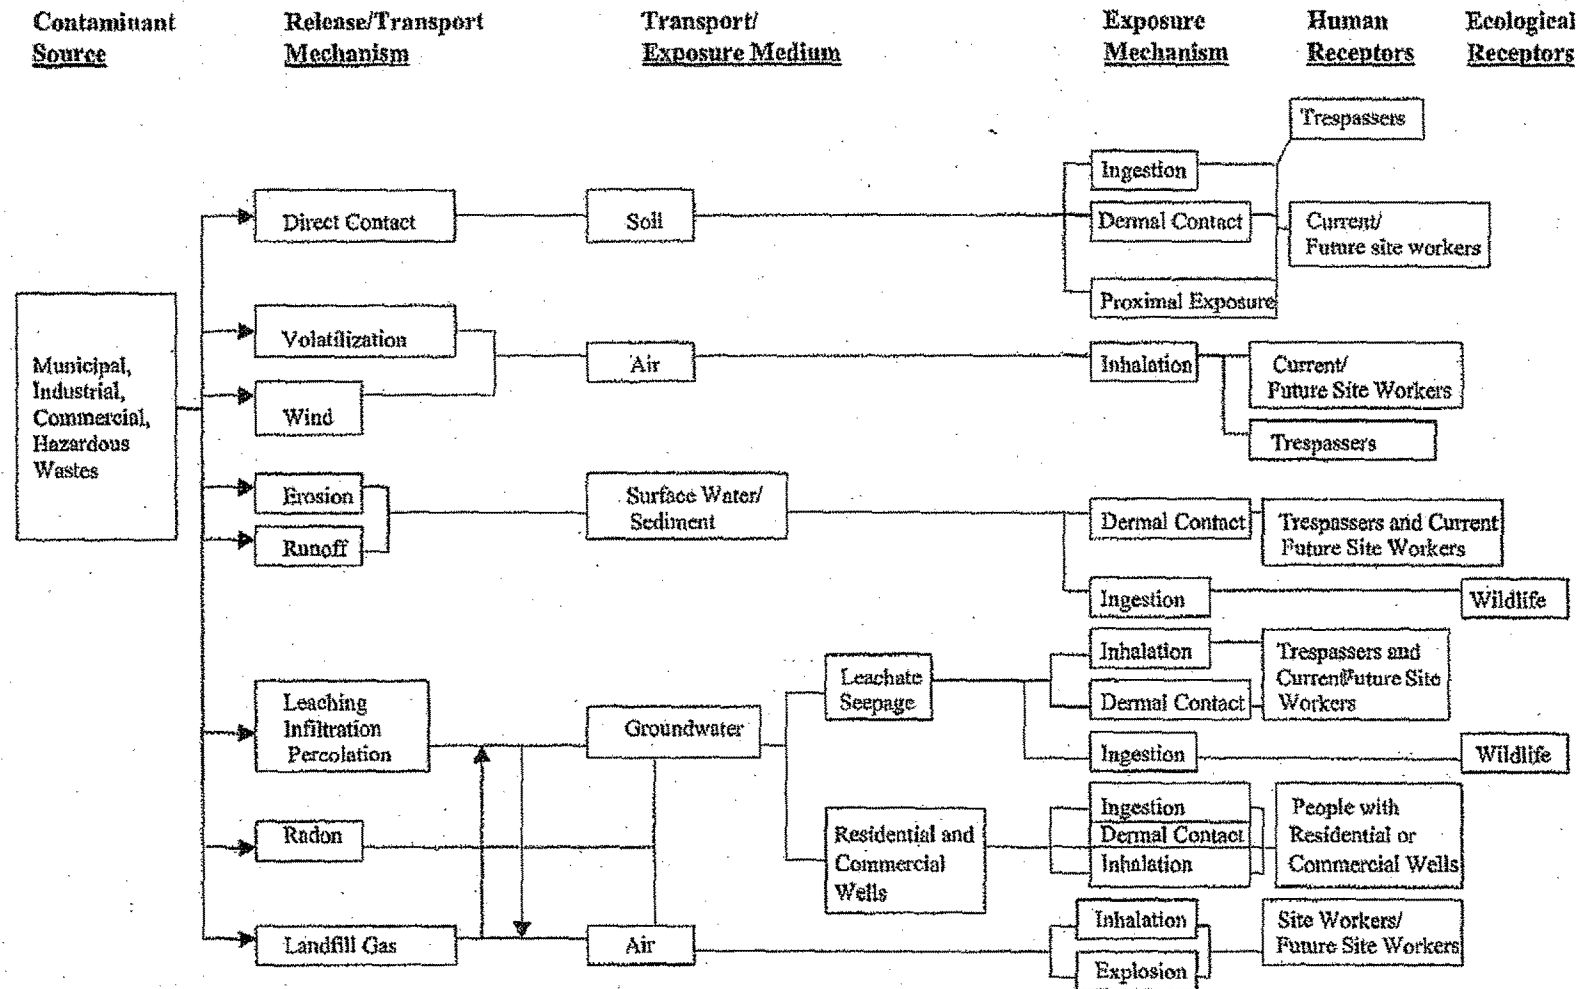 Contaminant
Source
Release/Transport
Mechanism
Transport/
Exposure Medium
Exposure
Mechanism
Human
Receptors
Ecological
Receptors
Municipal,
Industrial,
Commercial,
Hazardous
Wastes
Direct Contact
Soil
Ingestion
Dermal Contact
Proximal Exposure
Trespassers
Current/
Future site workers
Volatilization
Wind
Air
Inhalation
Current/
Future Site Workers
Trespassers
Erosion
Runoff
Surface Water/
Sediment
Dermal Contact
Trespassers and Current
Future Site Workers
Ingestion
Wildlife
Leaching
Infiltration
Percolation
Groundwater
Leachate
Seepage
Inhalation
Dermal Contact
Trespassers and
Current/Future Site
Workers
Ingestion
Wildlife
Radon
Residential and
Commercial
Wells
Ingestion
Dermal Contact
Inhalation
People with
Residential or
Commercial Wells
Landfill Gas
Air
Inhalation
Explosion
Site Workers/
Future Site Workers